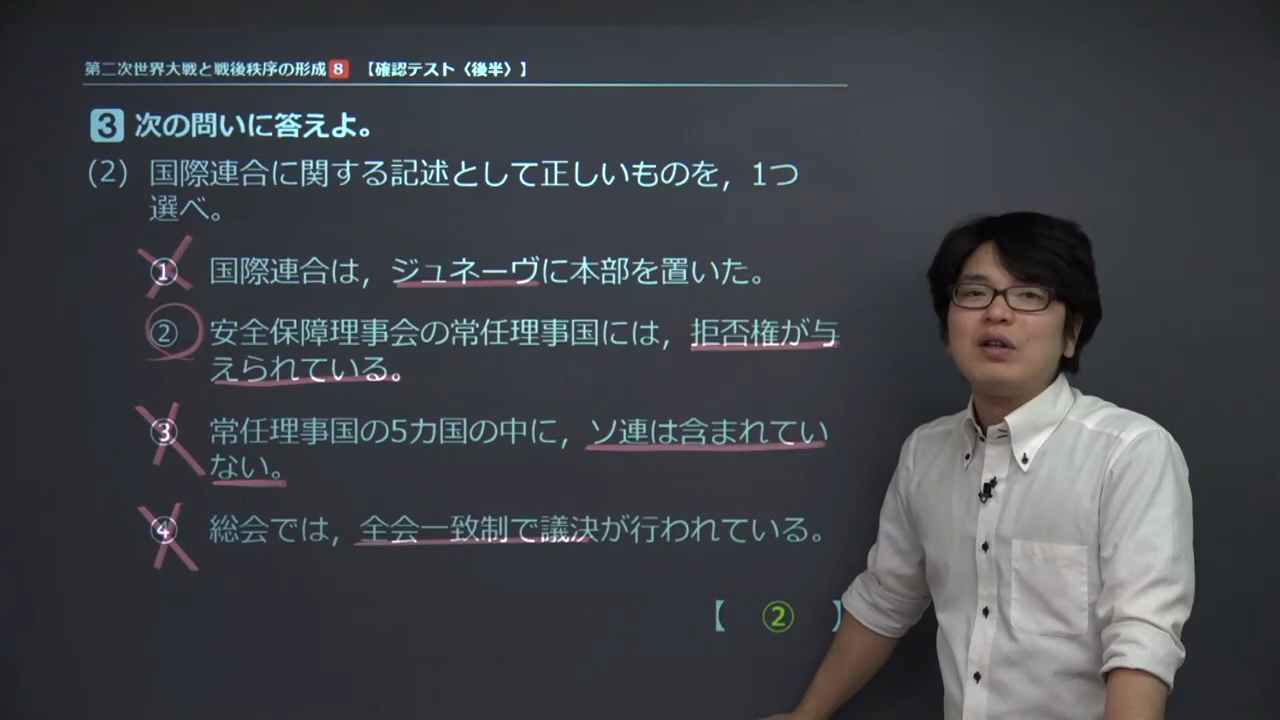 第二次世界大戦と戦後秩序の形成8 【確認テスト〈後半〉】
3 次の問いに答えよ。
(2) 国際連合に関する記述として正しいものを，1つ
選べ。
① 国際連合は，ジュネーヴに本部を置いた。
② 安全保障理事会の常任理事国には，拒否権が与
えられている。
③ 常任理事国の5カ国の中に，ソ連は含まれてい
ない。
④ 総会では，全会一致制で議決が行われている。
【 ② 】